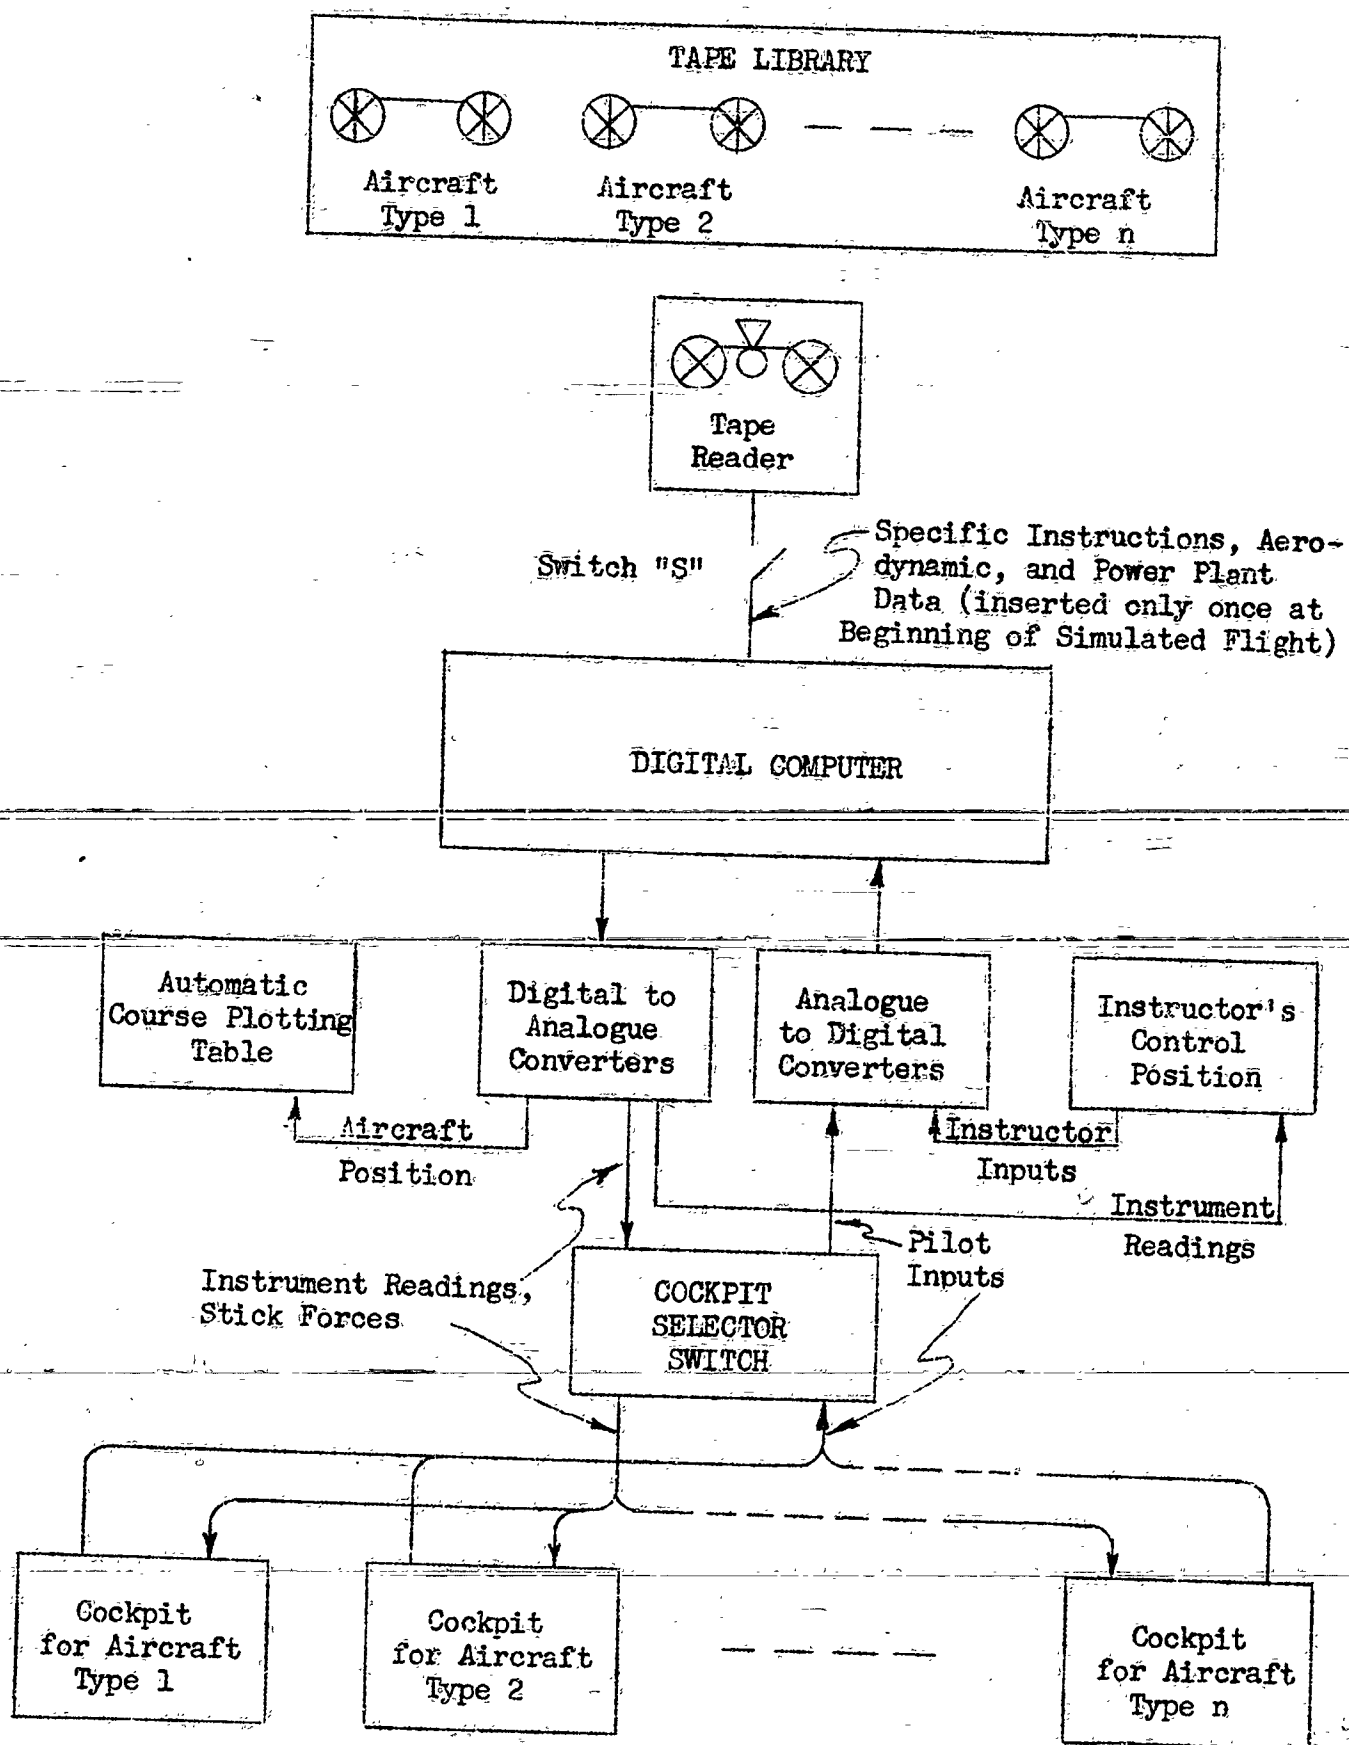 TAPE LIBRARY
Aircraft
Type 1
Aircraft
Type 2
Aircraft
Type n
Tape
Reader
Switch "S"
Specific Instructions, Aero-
dynamic, and Power Plant
Data (inserted only once at
Beginning of Simulated Flight)
DIGITAL COMPUTER
Automatic
Course Plotting
Table
Digital to
Analogue
Converters
Analogue
to Digital
Converters
Instructor's
Control
Position
Aircraft
Position
Instructor
Inputs
Instrument
Readings
Pilot
Inputs
Instrument Readings,
Stick Forces
COCKPIT
SELECTOR
SWITCH
Cockpit
for Aircraft
Type 1
Cockpit
for Aircraft
Type 2
Cockpit
for Aircraft
Type n